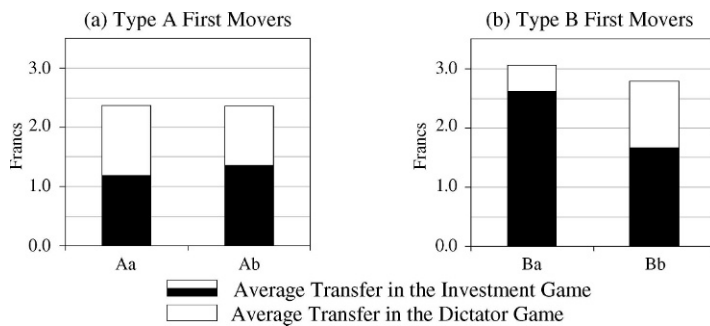 (a) Type A First Movers
3.0
2.0
1.0
0.0
Francs
Aa Ab
(b) Type B First Movers
3.0
2.0
1.0
0.0
Francs
Ba Bb
Average Transfer in the Investment Game
Average Transfer in the Dictator Game